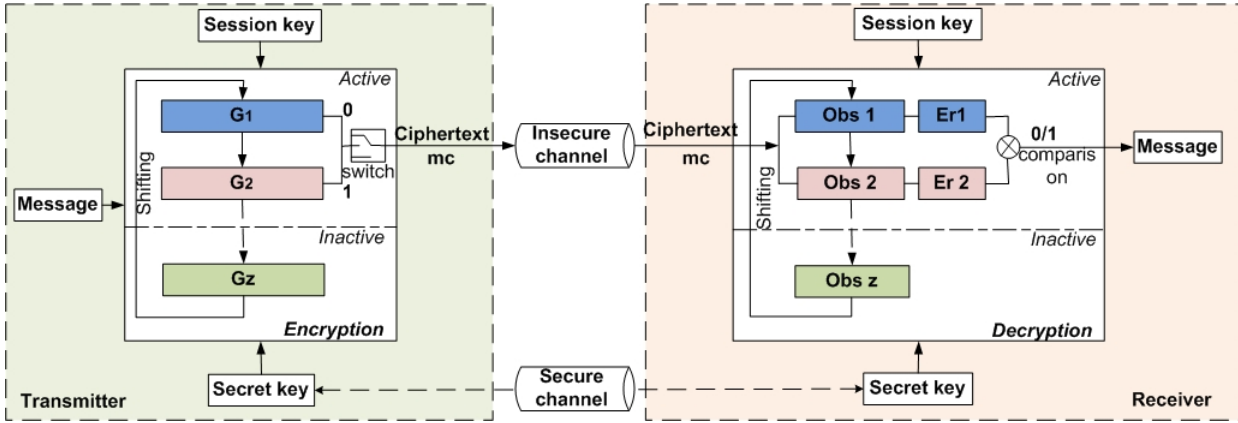 Session key
Active
G1
0
switch
G2
1
Shifting
Message
Inactive
Gz
Encryption
Secret key
Transmitter
Ciphertext
mc
Insecure
channel
Secure
channel
Ciphertext
mc
Session key
Active
Obs 1
Er1
0/1
comparis
on
Obs 2
Er 2
Shifting
Message
Inactive
Obs z
Decryption
Secret key
Receiver